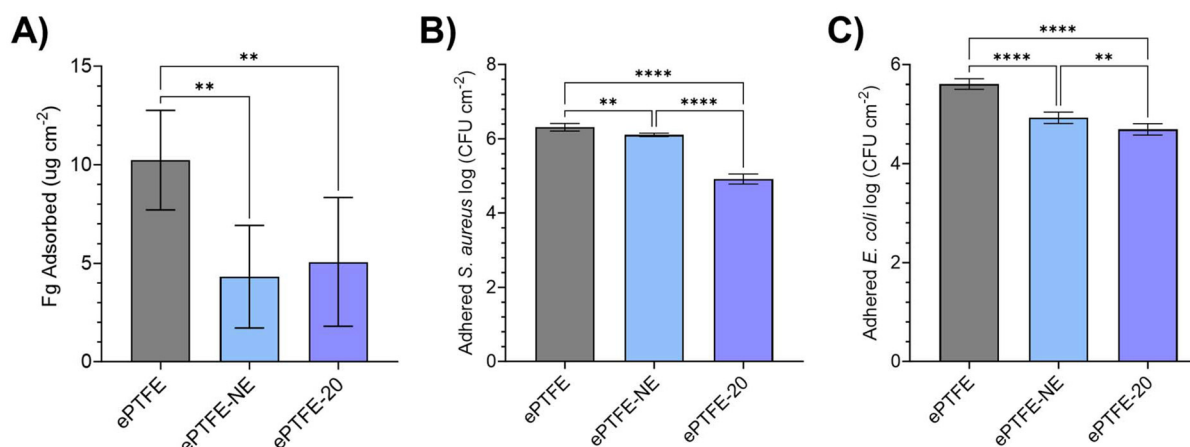 A)
Fg Adsorbed (ug cm⁻²)
15
10
5
0
**
**
ePTFE
ePTFE-NE
ePTFE-20
B)
Adhered S. aureus log (CFU cm⁻²)
8
6
4
2
0
****
**
****
ePTFE
ePTFE-NE
ePTFE-20
C)
Adhered E. coli log (CFU cm⁻²)
6
4
2
0
****
****
**
ePTFE
ePTFE-NE
ePTFE-20